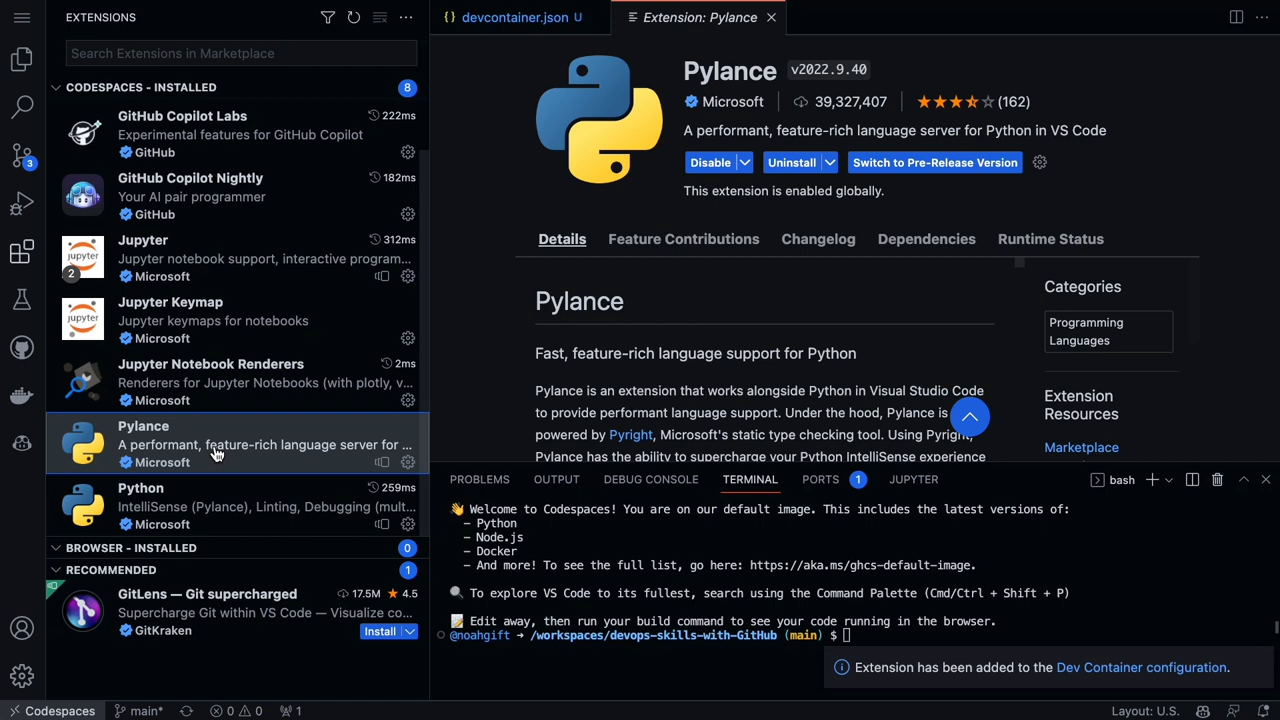 EXTENSIONS
Search Extensions in Marketplace
CODESPACES - INSTALLED 8
GitHub Copilot Labs 222ms
Experimental features for GitHub Copilot
GitHub
GitHub Copilot Nightly 182ms
Your AI pair programmer
GitHub
Jupyter 312ms
Jupyter notebook support, interactive program...
Microsoft
jupyter
2
Jupyter Keymap
Jupyter keymaps for notebooks
Microsoft
jupyter
Jupyter Notebook Renderers 2ms
Renderers for Jupyter Notebooks (with plotly, v...
Microsoft
Pylance
A performant, feature-rich language server for ...
Microsoft
Python 259ms
IntelliSense (Pylance), Linting, Debugging (mult...
Microsoft
BROWSER - INSTALLED 0
RECOMMENDED 1
GitLens — Git supercharged 17.5M 4.5
Supercharge Git within VS Code — Visualize co...
GitKraken Install
3
{} devcontainer.json U
Extension: Pylance
Pylance v2022.9.40
Microsoft 39,327,407 (162)
A performant, feature-rich language server for Python in VS Code
Disable Uninstall Switch to Pre-Release Version
This extension is enabled globally.
Details Feature Contributions Changelog Dependencies Runtime Status
Pylance
Fast, feature-rich language support for Python
Pylance is an extension that works alongside Python in Visual Studio Code
to provide performant language support. Under the hood, Pylance is
powered by Pyright, Microsoft's static type checking tool. Using Pyright,
Pylance has the ability to supercharge your Python IntelliSense experience
Categories
Programming
Languages
Extension
Resources
Marketplace
PROBLEMS OUTPUT DEBUG CONSOLE TERMINAL PORTS 1 JUPYTER
bash
👋 Welcome to Codespaces! You are on our default image. This includes the latest versions of:
- Python
- Node.js
- Docker
- And more! To see the full list, go here: https://aka.ms/ghcs-default-image.
🔍 To explore VS Code to its fullest, search using the Command Palette (Cmd/Ctrl + Shift + P)
📝 Edit away, then run your build command to see your code running in the browser.
@noahgift → /workspaces/devops-skills-with-GitHub (main) $
Extension has been added to the Dev Container configuration.
Codespaces main* 0 0 1
Layout: U.S.